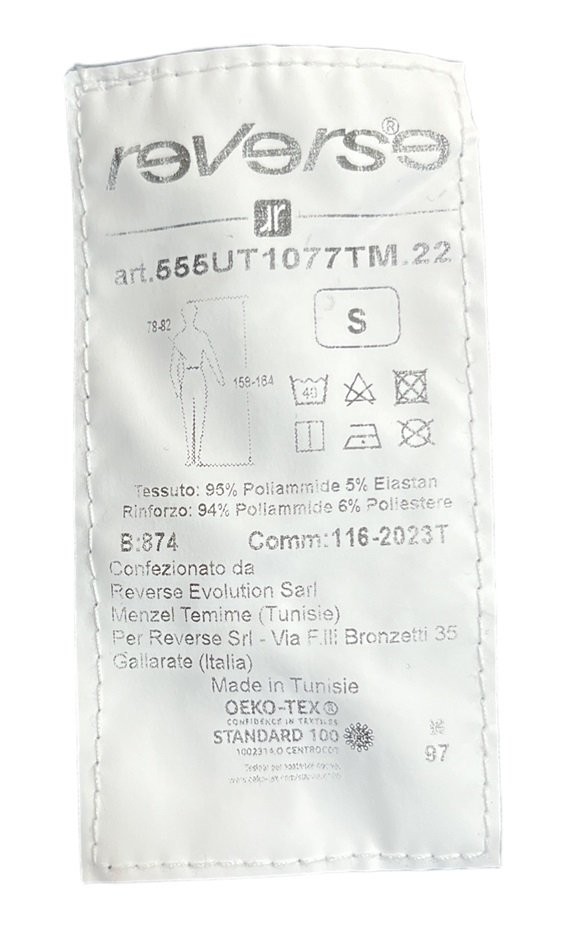 reverse®
jr
art.555UT1077TM.22
78-82
S
158-164
40
Tessuto: 95% Poliammide 5% Elastan
Rinforzo: 94% Poliammide 6% Poliestere
B:874 Comm:116-2023T
Confezionato da
Reverse Evolution Sarl
Menzel Temime (Tunisie)
Per Reverse Srl - Via F.lli Bronzetti 35
Gallarate (Italia)
Made in Tunisie
OEKO-TEX®
CONFIDENCE IN TEXTILES
STANDARD 100
CENTROCOT
97